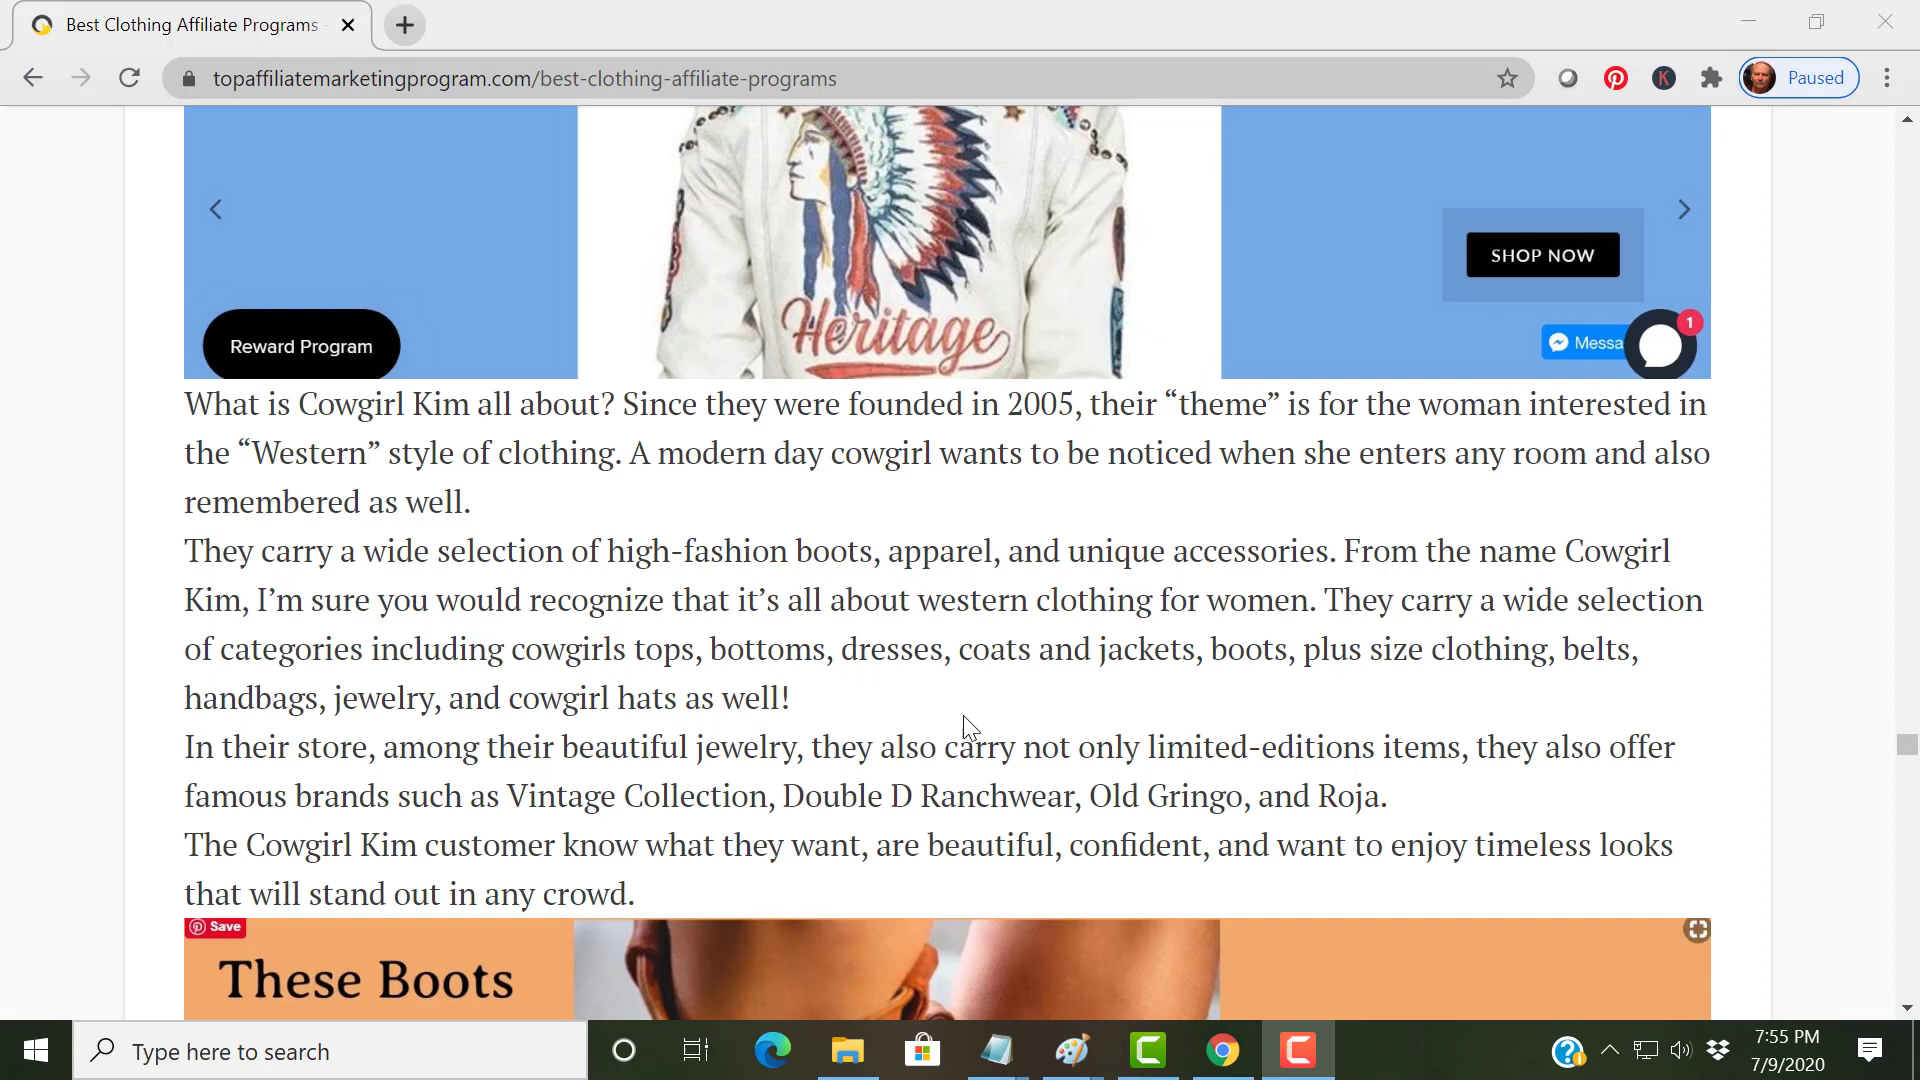 Best Clothing Affiliate Programs -
topaffiliatemarketingprogram.com/best-clothing-affiliate-programs
K
Paused
Heritage
SHOP NOW
1
Messa
Reward Program
What is Cowgirl Kim all about? Since they were founded in 2005, their “theme” is for the woman interested in
the “Western” style of clothing. A modern day cowgirl wants to be noticed when she enters any room and also
remembered as well.
They carry a wide selection of high-fashion boots, apparel, and unique accessories. From the name Cowgirl
Kim, I’m sure you would recognize that it’s all about western clothing for women. They carry a wide selection
of categories including cowgirls tops, bottoms, dresses, coats and jackets, boots, plus size clothing, belts,
handbags, jewelry, and cowgirl hats as well!
In their store, among their beautiful jewelry, they also carry not only limited-editions items, they also offer
famous brands such as Vintage Collection, Double D Ranchwear, Old Gringo, and Roja.
The Cowgirl Kim customer know what they want, are beautiful, confident, and want to enjoy timeless looks
that will stand out in any crowd.
Save
These Boots
Type here to search
7:55 PM
7/9/2020